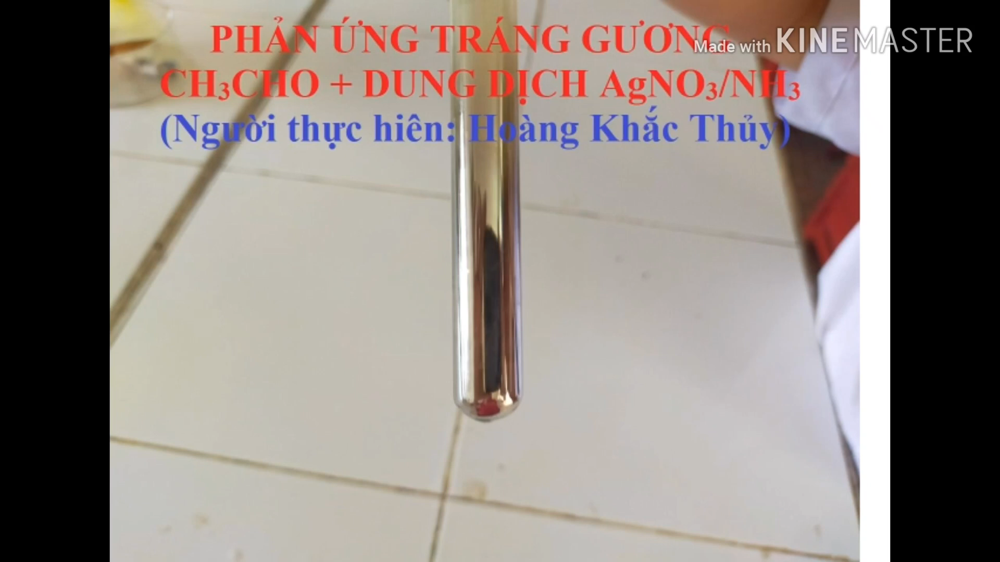 PHẢN ỨNG TRÁNG GƯƠNG
Made with KINEMASTER
CH₃CHO + DUNG DỊCH AgNO₃/NH₃
(Người thực hiên: Hoàng Khắc Thủy)